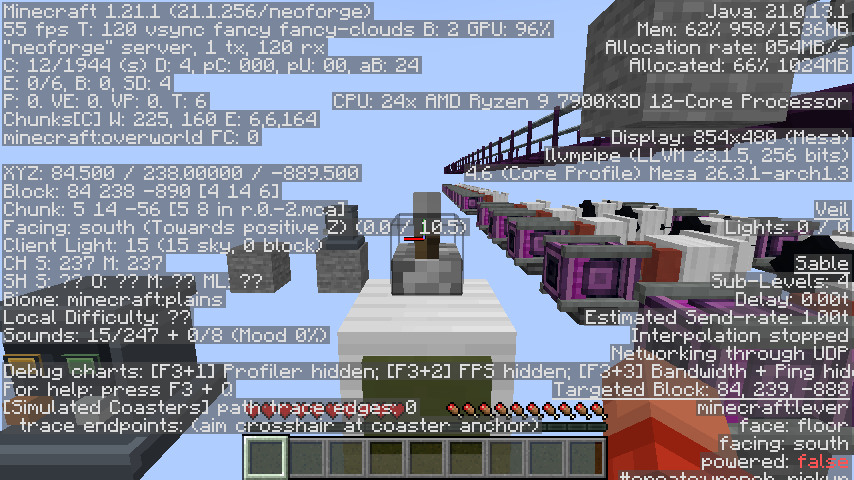 Minecraft 1.21.1 (21.1.256/neoforge)
55 fps T: 120 vsync fancy fancy-clouds B: 2 GPU: 96%
"neoforge" server, 1 tx, 120 rx
C: 12/1944 (s) D: 4, pC: 000, pU: 00, aB: 24
E: 0/6, B: 0, SD: 4
P: 0. VE: 0. VP: 0. T: 6
Chunks[C] W: 225, 160 E: 6,6,164
minecraft:overworld FC: 0
XYZ: 84.500 / 238.00000 / -889.500
Block: 84 238 -890 [4 14 6]
Chunk: 5 14 -56 [5 8 in r.0.-2.mca]
Facing: south (Towards positive Z) (0.0 / 10.5)
Client Light: 15 (15 sky, 0 block)
CH S: 237 M: 237
SH S: ?? O: ?? M: ?? ML: ??
Biome: minecraft:plains
Local Difficulty: ??
Sounds: 15/247 + 0/8 (Mood 0%)
Debug charts: [F3+1] Profiler hidden; [F3+2] FPS hidden; [F3+3] Bandwidth + Ping hidd
For help: press F3 + Q
[Simulated Coasters] path trace edges: 0
trace endpoints: (aim crosshair at coaster anchor)
Java: 21.0.13.1
Mem: 62% 958/1536MB
Allocation rate: 054MB/s
Allocated: 66% 1024MB
CPU: 24x AMD Ryzen 9 7900X3D 12-Core Processor
Display: 854x480 (Mesa)
llvmpipe (LLVM 23.1.5, 256 bits)
4.6 (Core Profile) Mesa 26.3.1-arch1.3
Veil
Lights: 0 / 0
Sable
Sub-Levels: 4
Delay: 0.00t
Estimated Send-rate: 1.00t
Interpolation stopped
Networking through UDP
Targeted Block: 84, 239, -888
minecraft:lever
face: floor
facing: south
powered: false
#create:wrench_pickup